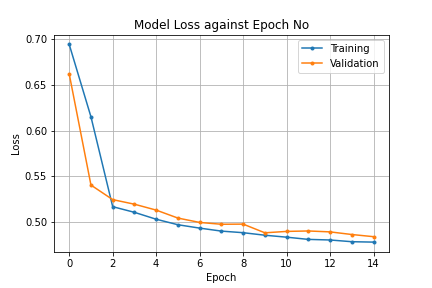 Model Loss against Epoch No
Training
Validation
0.70
0.65
0.60
0.55
0.50
Loss
0 2 4 6 8 10 12 14
Epoch